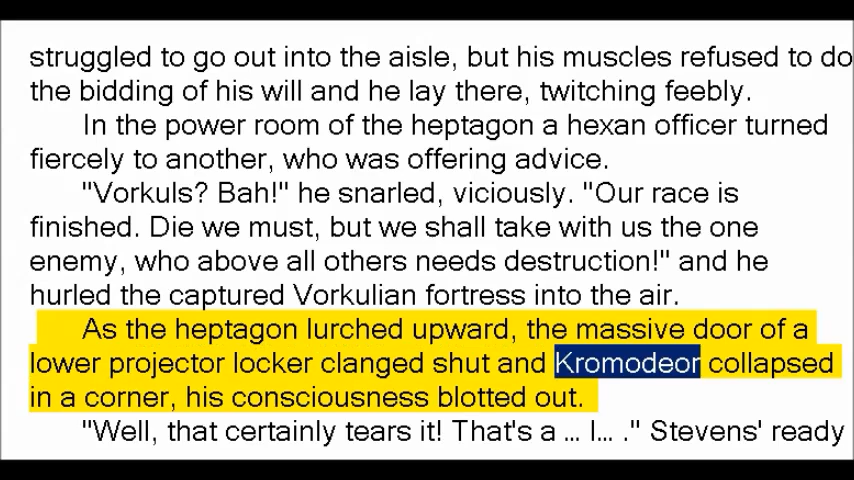 struggled to go out into the aisle, but his muscles refused to do
the bidding of his will and he lay there, twitching feebly.
In the power room of the heptagon a hexan officer turned
fiercely to another, who was offering advice.
"Vorkuls? Bah!" he snarled, viciously. "Our race is
finished. Die we must, but we shall take with us the one
enemy, who above all others needs destruction!" and he
hurled the captured Vorkulian fortress into the air.
As the heptagon lurched upward, the massive door of a
lower projector locker clanged shut and Kromodeor collapsed
in a corner, his consciousness blotted out.
"Well, that certainly tears it! That's a ... I... ." Stevens' ready